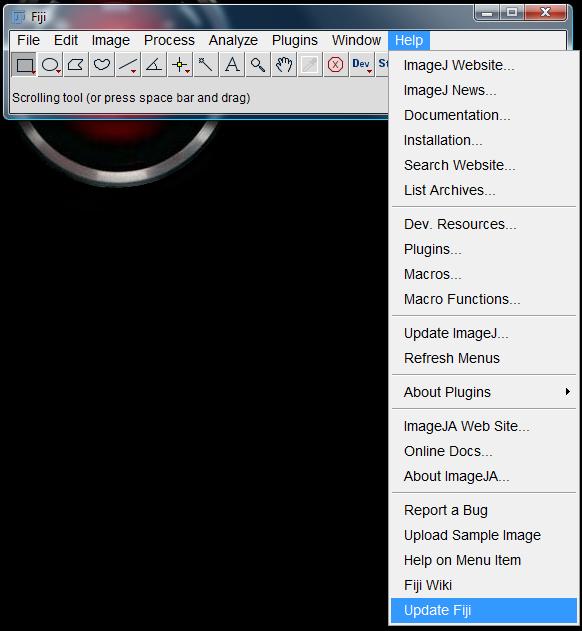 Fiji
File Edit Image Process Analyze Plugins Window Help
A Dev St
Scrolling tool (or press space bar and drag)
ImageJ Website...
ImageJ News...
Documentation...
Installation...
Search Website...
List Archives...
Dev. Resources...
Plugins...
Macros...
Macro Functions...
Update ImageJ...
Refresh Menus
About Plugins
ImageJA Web Site...
Online Docs...
About ImageJA...
Report a Bug
Upload Sample Image
Help on Menu Item
Fiji Wiki
Update Fiji